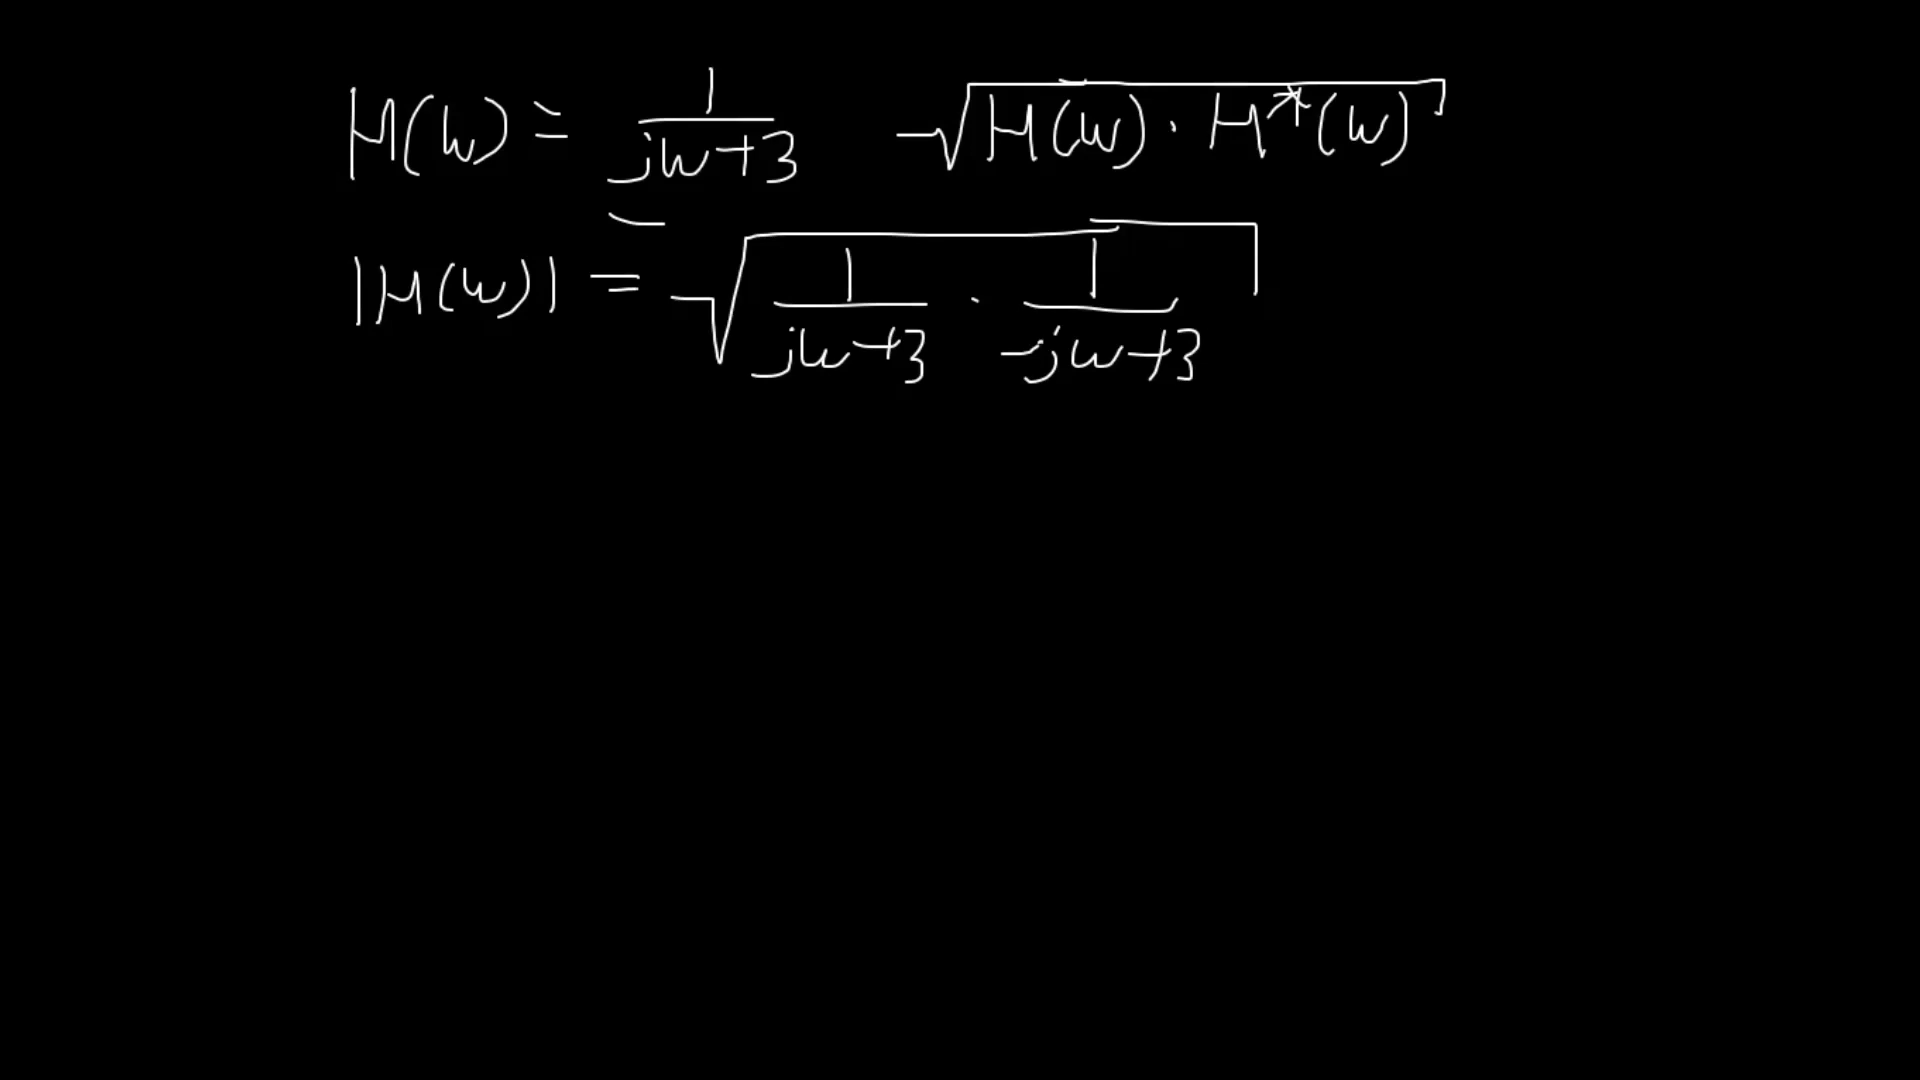 H(w) = 1/(jw+3) √(H(w) · H*(w))
|H(w)| = √(1/(jw+3) · 1/(-jw+3))